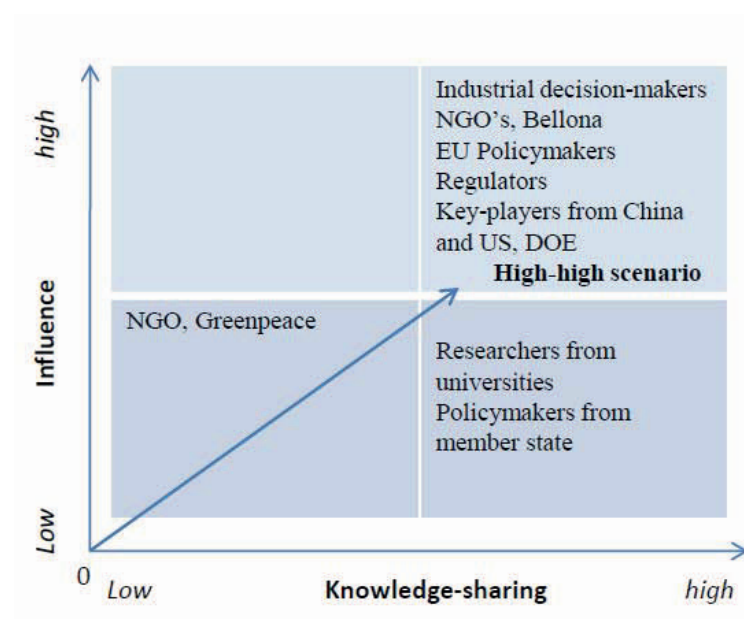 high
Influence
Low
Industrial decision-makers
NGO’s, Bellona
EU Policymakers
Regulators
Key-players from China
and US, DOE
High-high scenario
NGO, Greenpeace
Researchers from
universities
Policymakers from
member state
0
Low
Knowledge-sharing
high